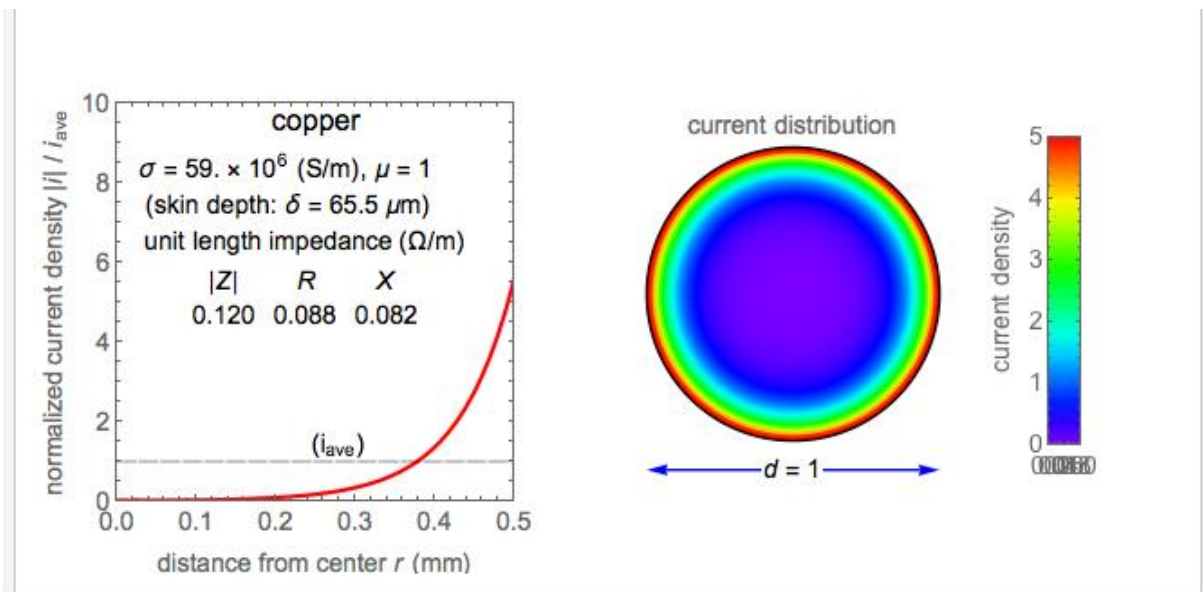 normalized current density |i| / i_ave
10
8
6
4
2
0
copper
σ = 59. × 10⁶ (S/m), μ = 1
(skin depth: δ = 65.5 μm)
unit length impedance (Ω/m)
|Z| R X
0.120 0.088 0.082
(i_ave)
0.0 0.1 0.2 0.3 0.4 0.5
distance from center r (mm)
current distribution
d = 1
current density
5
4
3
2
1
0